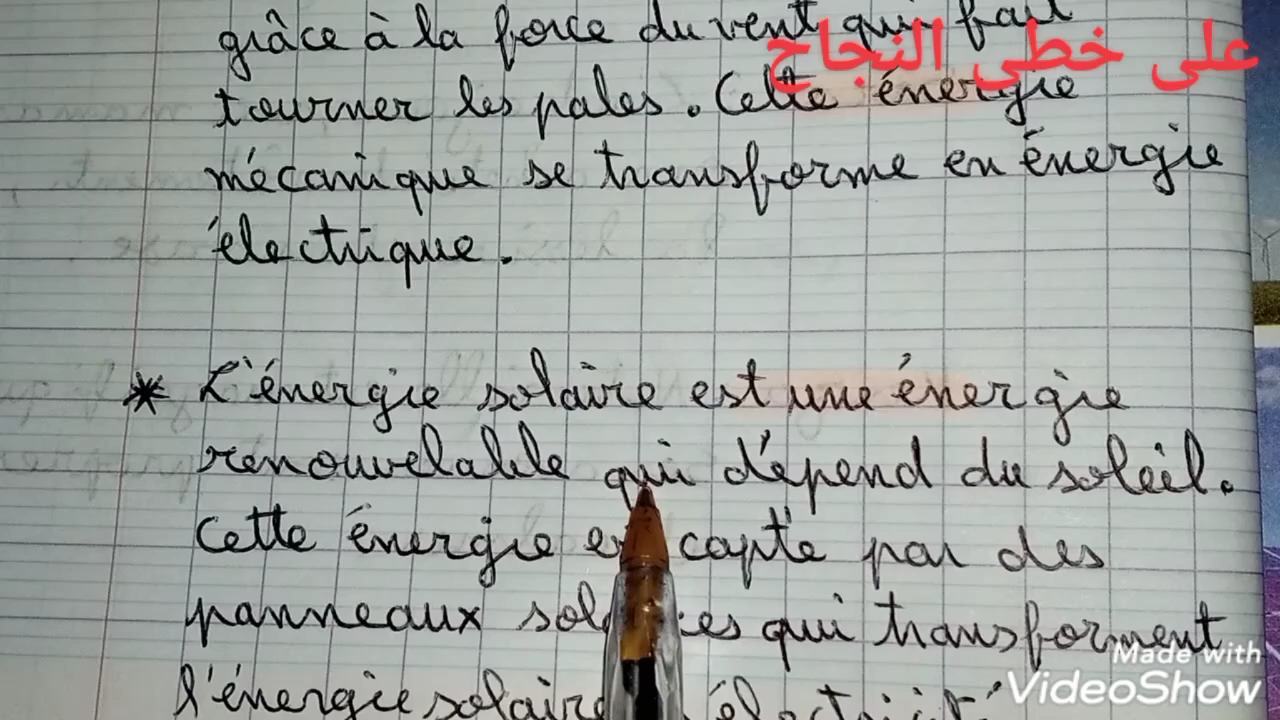 grâce à la force du vent qui fait
على خطى النجاح
tourner les pales. Cette énergie
mécanique se transforme en énergie
électrique.
* L'énergie solaire est une énergie
renouvelable qui dépend du soleil.
Cette énergie capté par des
panneaux qui transforment
l'énergie solaire
Made with
VideoShow